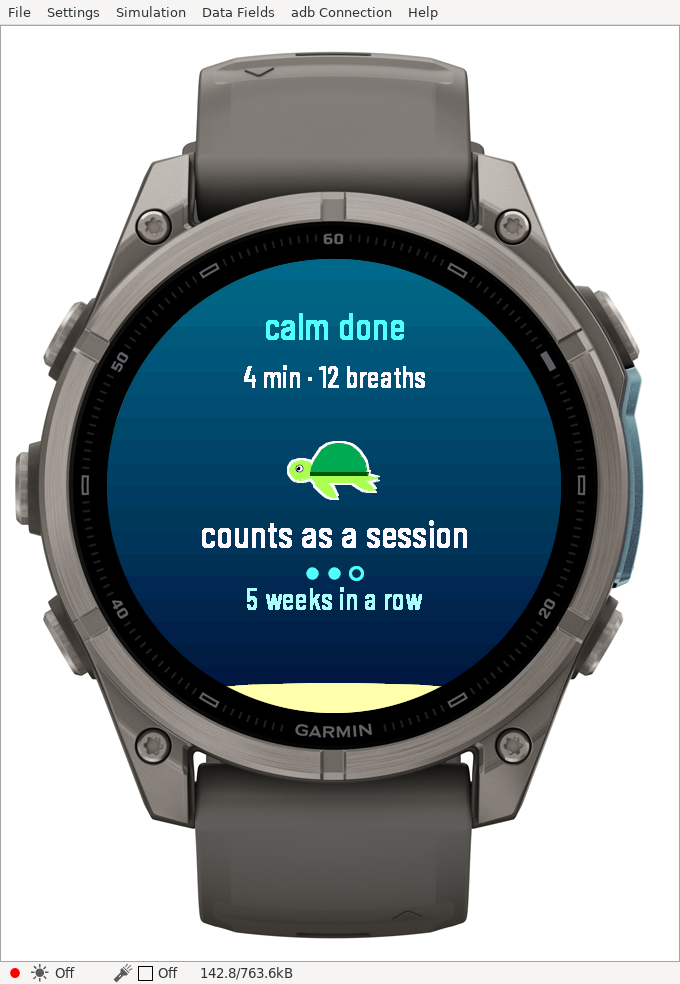 File Settings Simulation Data Fields adb Connection Help
60
50
calm done
4 min · 12 breaths
counts as a session
5 weeks in a row
40
20
GARMIN
Off Off 142.8/763.6kB